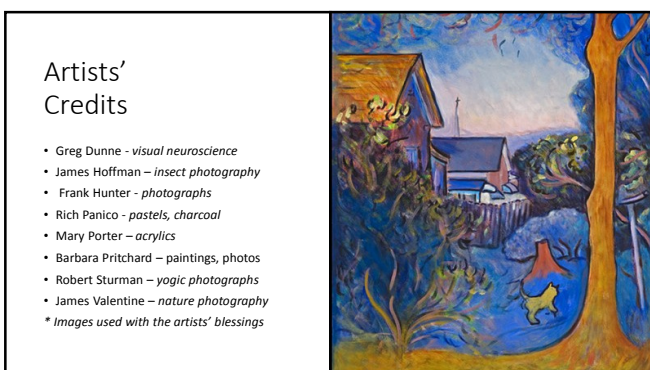 Artists'
Credits
• Greg Dunne - visual neuroscience
• James Hoffman – insect photography
• Frank Hunter - photographs
• Rich Panico - pastels, charcoal
• Mary Porter – acrylics
• Barbara Pritchard – paintings, photos
• Robert Sturman – yogic photographs
• James Valentine – nature photography
* Images used with the artists' blessings